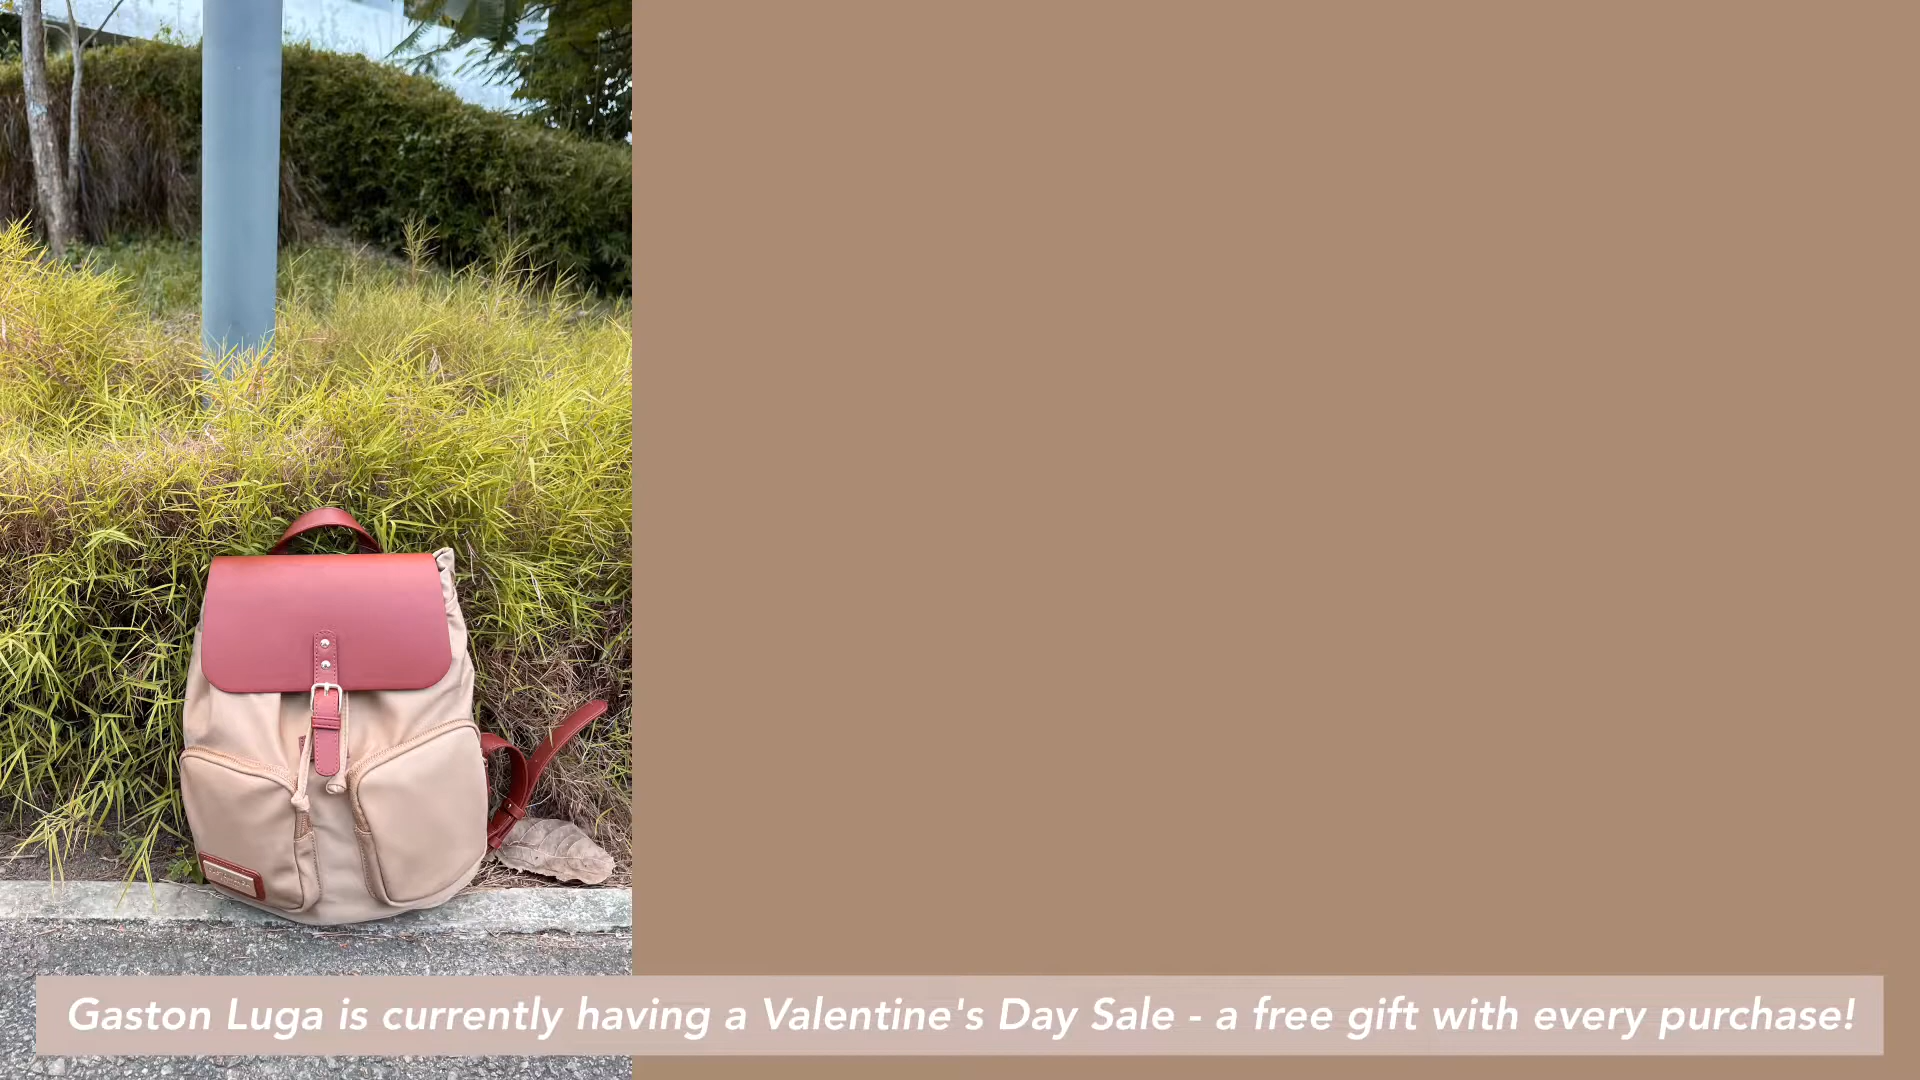 Gaston Luga is currently having a Valentine's Day Sale - a free gift with every purchase!